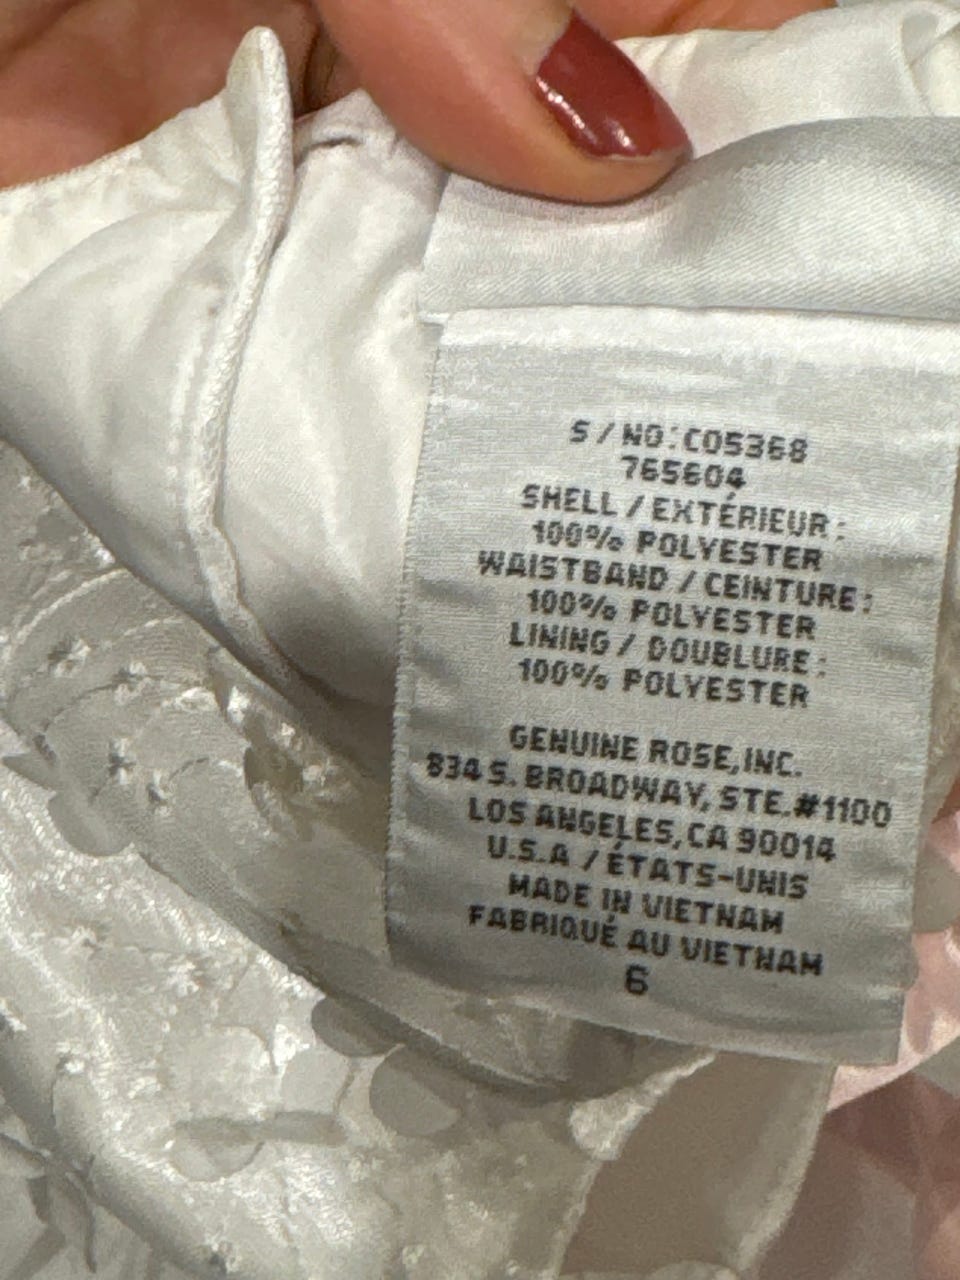 S / NO: C05368
765604
SHELL / EXTÉRIEUR:
100% POLYESTER
WAISTBAND / CEINTURE:
100% POLYESTER
LINING / DOUBLURE:
100% POLYESTER
GENUINE ROSE, INC.
834 S. BROADWAY, STE. #1100
LOS ANGELES, CA 90014
U.S.A / ÉTATS-UNIS
MADE IN VIETNAM
FABRIQUÉ AU VIETNAM
6